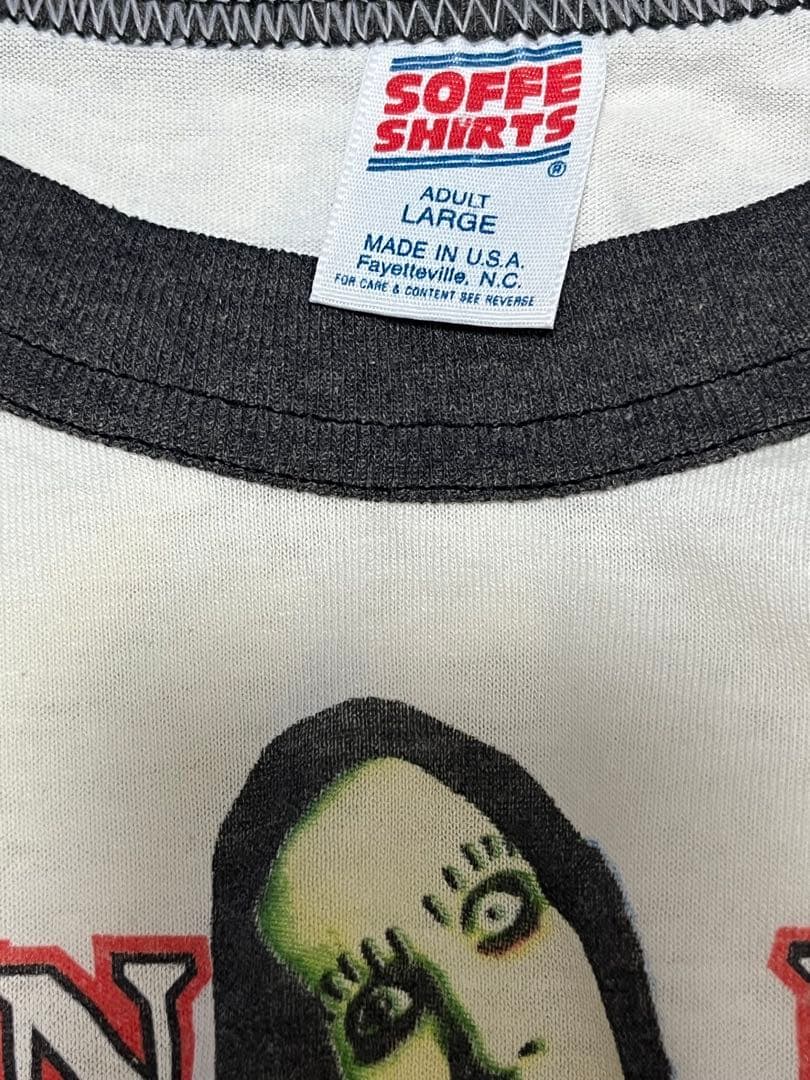 SOFFE
SHIRTS
®
ADULT
LARGE
MADE IN U.S.A.
Fayetteville, N.C.
FOR CARE & CONTENT SEE REVERSE
N